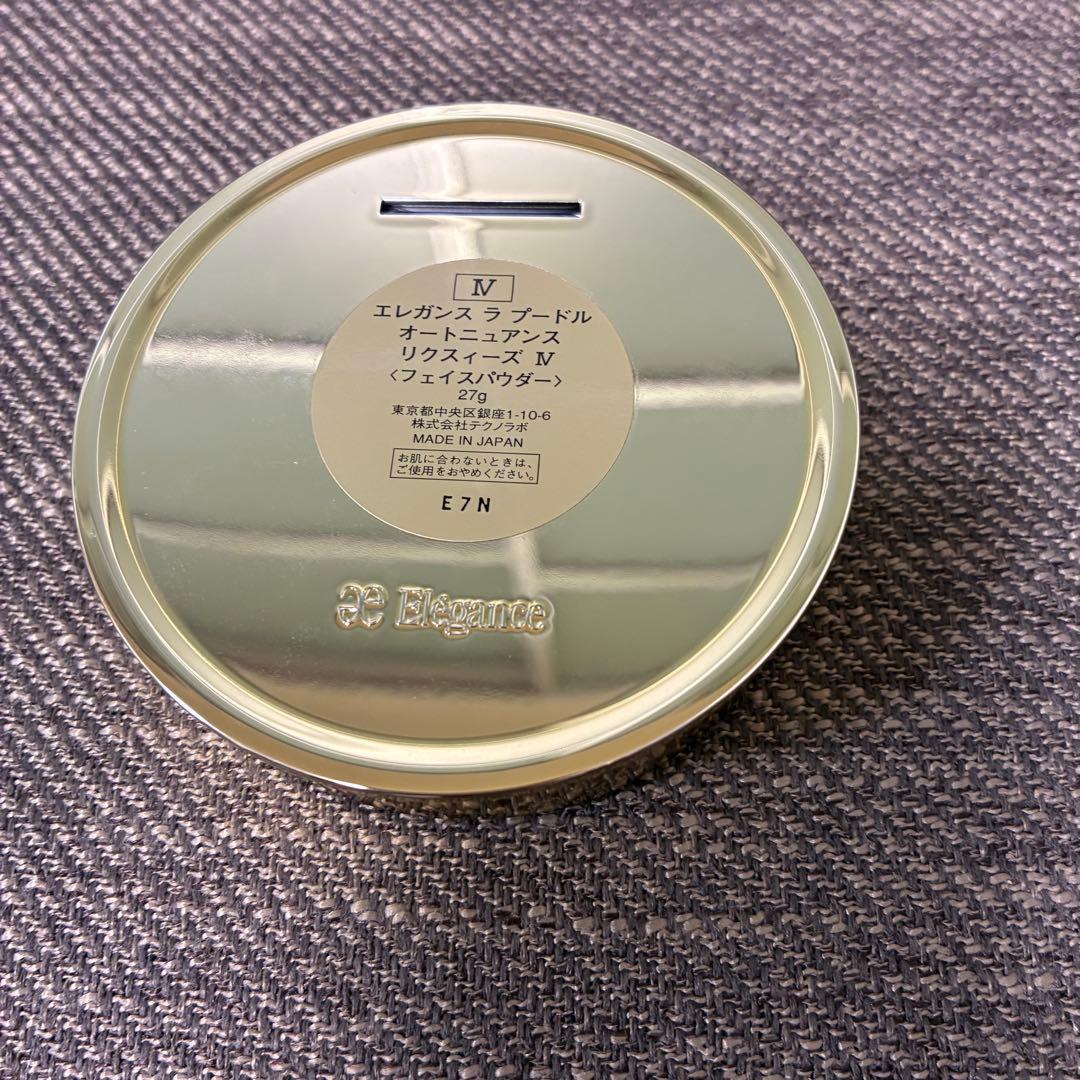 Ⅳ
エレガンス ラ プードル
オートニュアンス
リクスィーズ Ⅳ
〈フェイスパウダー〉
27g
東京都中央区銀座1-10-6
株式会社テクノラボ
MADE IN JAPAN
お肌に合わないときは、
ご使用をおやめください。
E7N
æ Elégance